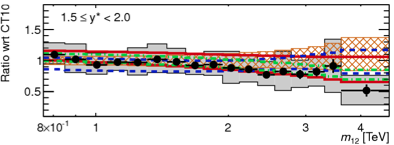 Ratio wrt CT10
1.5 ≤ y* < 2.0
1.5
1
0.5
8×10⁻¹ 1 2 3 4
m₁₂ [TeV]